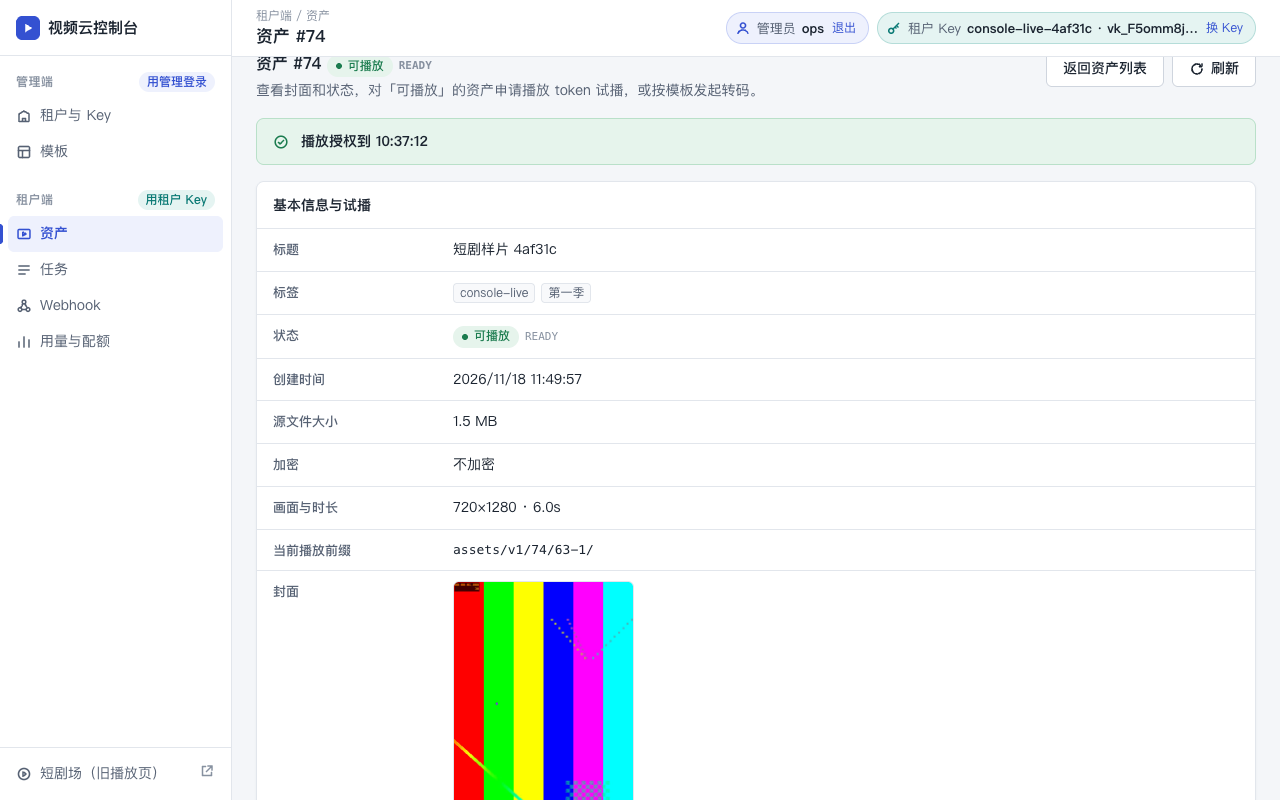 视频云控制台
管理端 用管理登录
租户与 Key
模板
租户端 用租户 Key
资产
任务
Webhook
用量与配额
短剧场（旧播放页）
租户端 / 资产
资产 #74
管理员 ops 退出
租户 Key console-live-4af31c · vk_F5omm8j... 换 Key
资产 #74 可播放 READY
查看封面和状态，对「可播放」的资产申请播放 token 试播，或按模板发起转码。
返回资产列表
刷新
播放授权到 10:37:12
基本信息与试播
标题 短剧样片 4af31c
标签 console-live 第一季
状态 可播放 READY
创建时间 2026/11/18 11:49:57
源文件大小 1.5 MB
加密 不加密
画面与时长 720×1280 · 6.0s
当前播放前缀 assets/v1/74/63-1/
封面